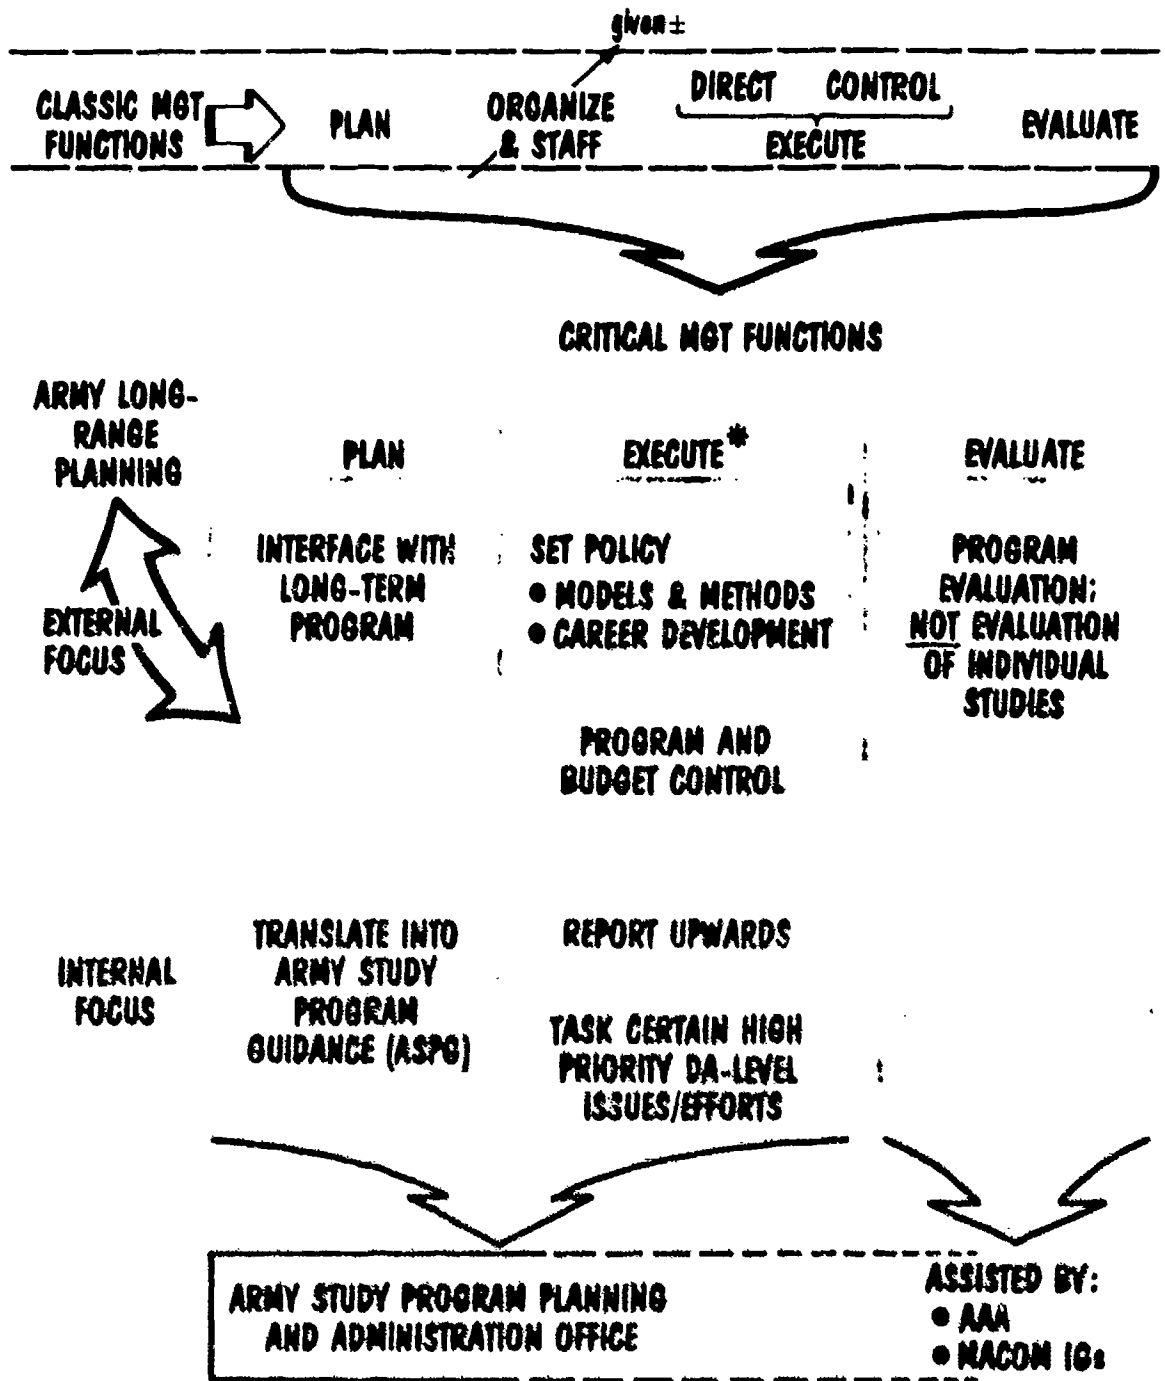 given ±
CLASSIC MGT
FUNCTIONS
PLAN
ORGANIZE
& STAFF
DIRECT CONTROL
EXECUTE
EVALUATE
CRITICAL MGT FUNCTIONS
ARMY LONG-
RANGE
PLANNING
EXTERNAL
FOCUS
PLAN
INTERFACE WITH
LONG-TERM
PROGRAM
EXECUTE*
SET POLICY
● MODELS & METHODS
● CAREER DEVELOPMENT
PROGRAM AND
BUDGET CONTROL
EVALUATE
PROGRAM
EVALUATION;
NOT EVALUATION
OF INDIVIDUAL
STUDIES
INTERNAL
FOCUS
TRANSLATE INTO
ARMY STUDY
PROGRAM
GUIDANCE (ASPG)
REPORT UPWARDS
TASK CERTAIN HIGH
PRIORITY DA-LEVEL
ISSUES/EFFORTS
ARMY STUDY PROGRAM PLANNING
AND ADMINISTRATION OFFICE
ASSISTED BY:
● AAA
● MACOM IGs